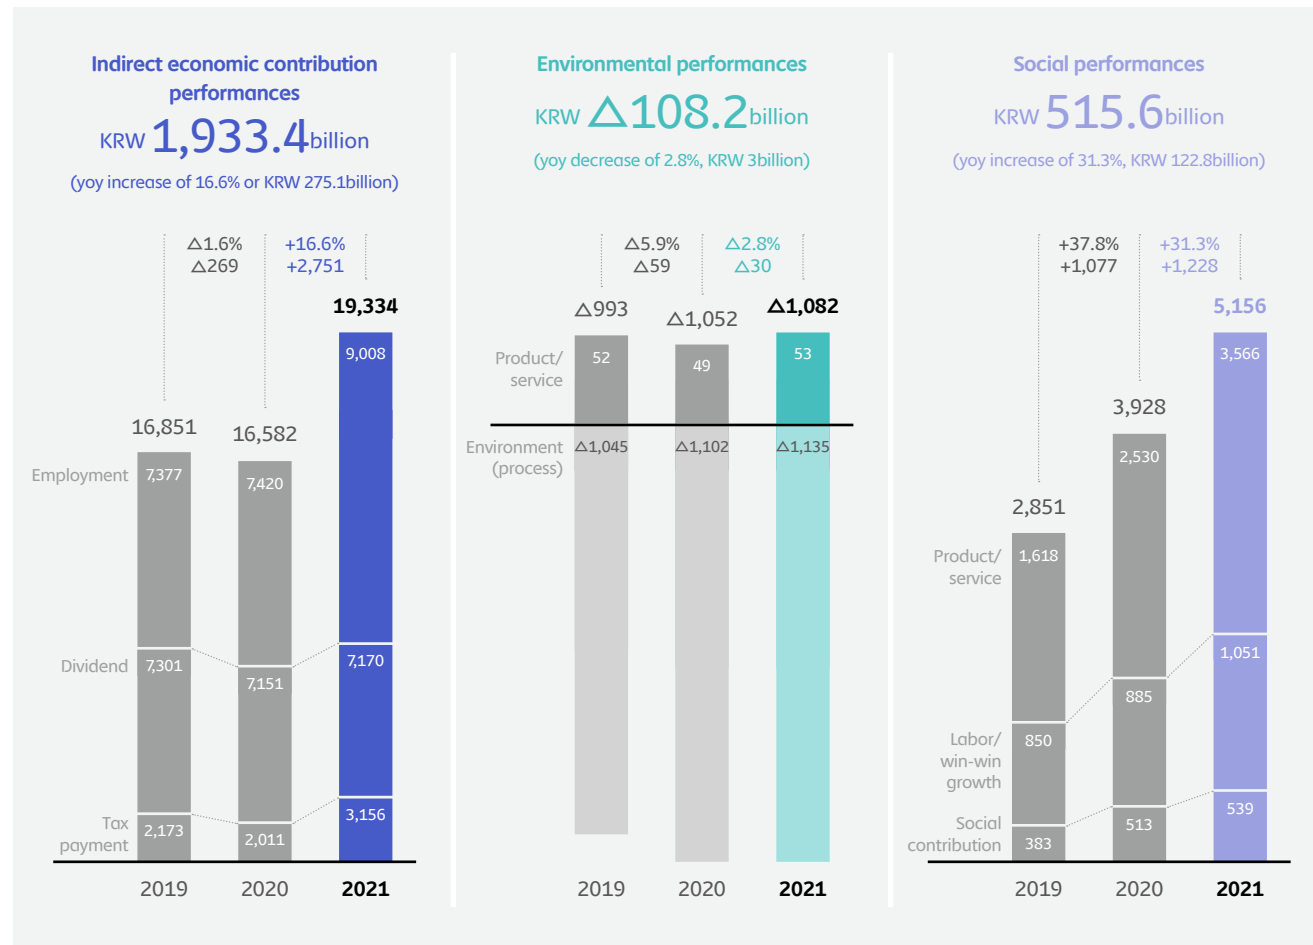 Indirect economic contribution
performances
KRW 1,933.4billion
(yoy increase of 16.6% or KRW 275.1billion)
△1.6%
△269
+16.6%
+2,751
16,851
16,582
19,334
Employment
7,377
7,420
9,008
Dividend
7,301
7,151
7,170
Tax
payment
2,173
2,011
3,156
2019
2020
2021
Environmental performances
KRW △108.2billion
(yoy decrease of 2.8%, KRW 3billion)
△5.9%
△59
△2.8%
△30
△993
△1,052
△1,082
Product/
service
52
49
53
Environment
(process)
△1,045
△1,102
△1,135
2019
2020
2021
Social performances
KRW 515.6billion
(yoy increase of 31.3%, KRW 122.8billion)
+37.8%
+1,077
+31.3%
+1,228
2,851
3,928
5,156
Product/
service
1,618
2,530
3,566
Labor/
win-win
growth
850
885
1,051
Social
contribution
383
513
539
2019
2020
2021